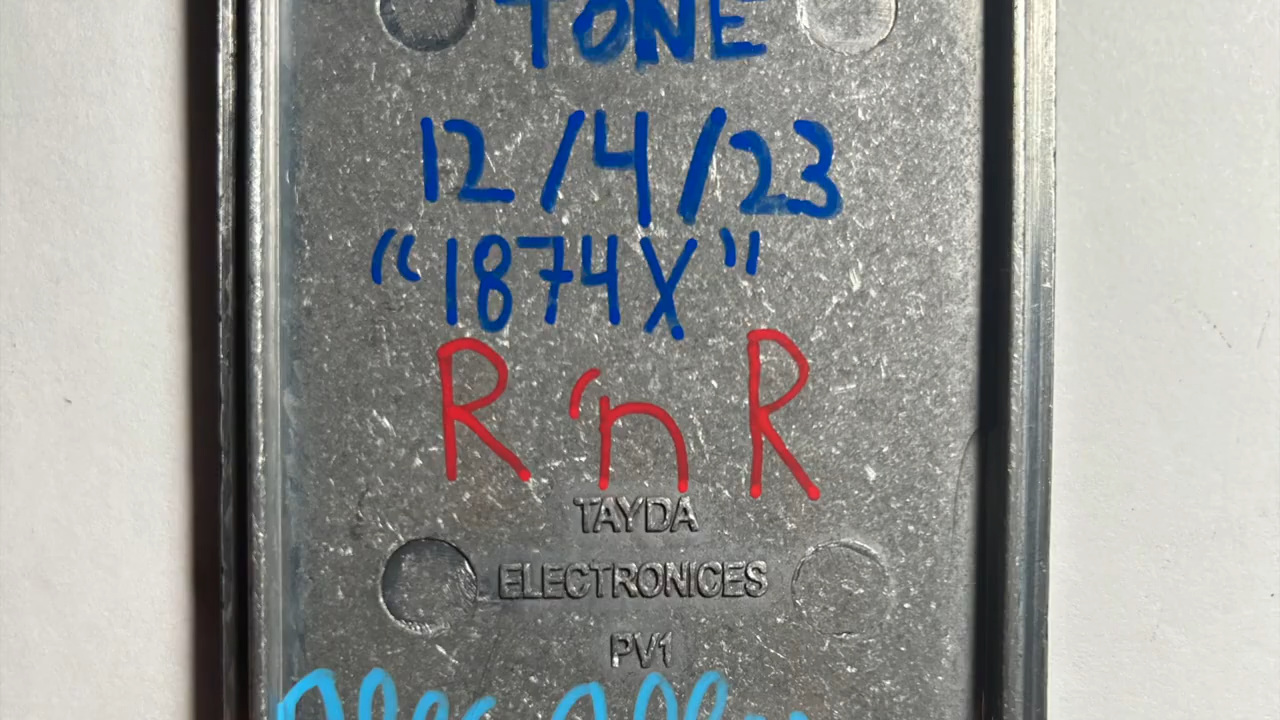 TONE
12/4/23
"1874X"
R 'n R
TAYDA
ELECTRONICES
PV1